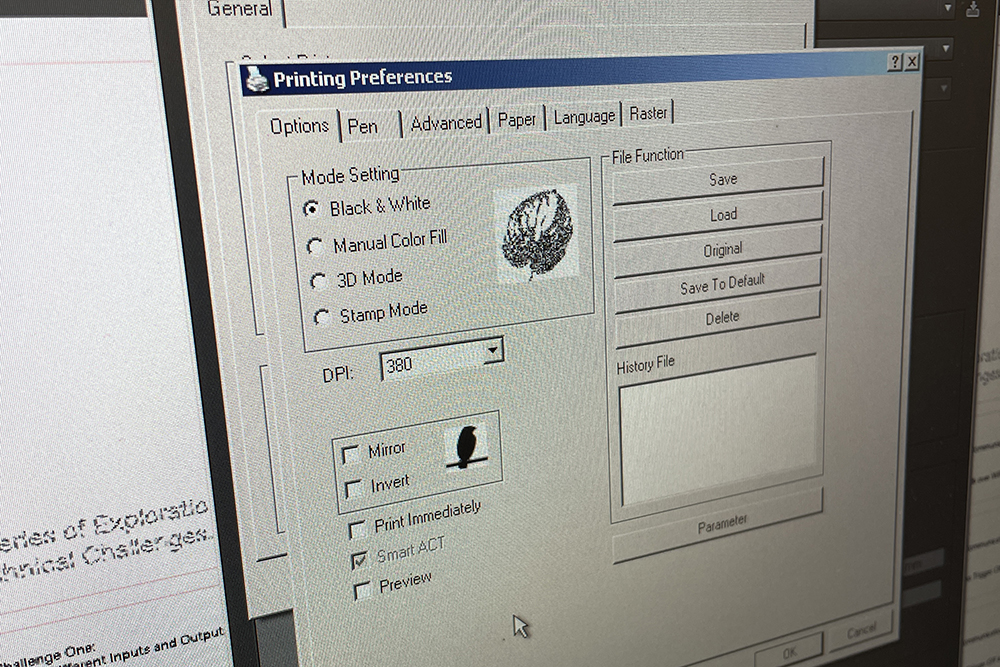 General
Printing Preferences
Options
Pen
Advanced
Paper
Language
Raster
Mode Setting
Black & White
Manual Color Fill
3D Mode
Stamp Mode
DPI:
380
Mirror
Invert
Print Immediately
Smart ACT
Preview
File Function
Save
Load
Original
Save To Default
Delete
History File
Parameter
OK
Cancel
eries of Exploratio
hnical Challenges.
hallenge One:
fferent Inputs and Output